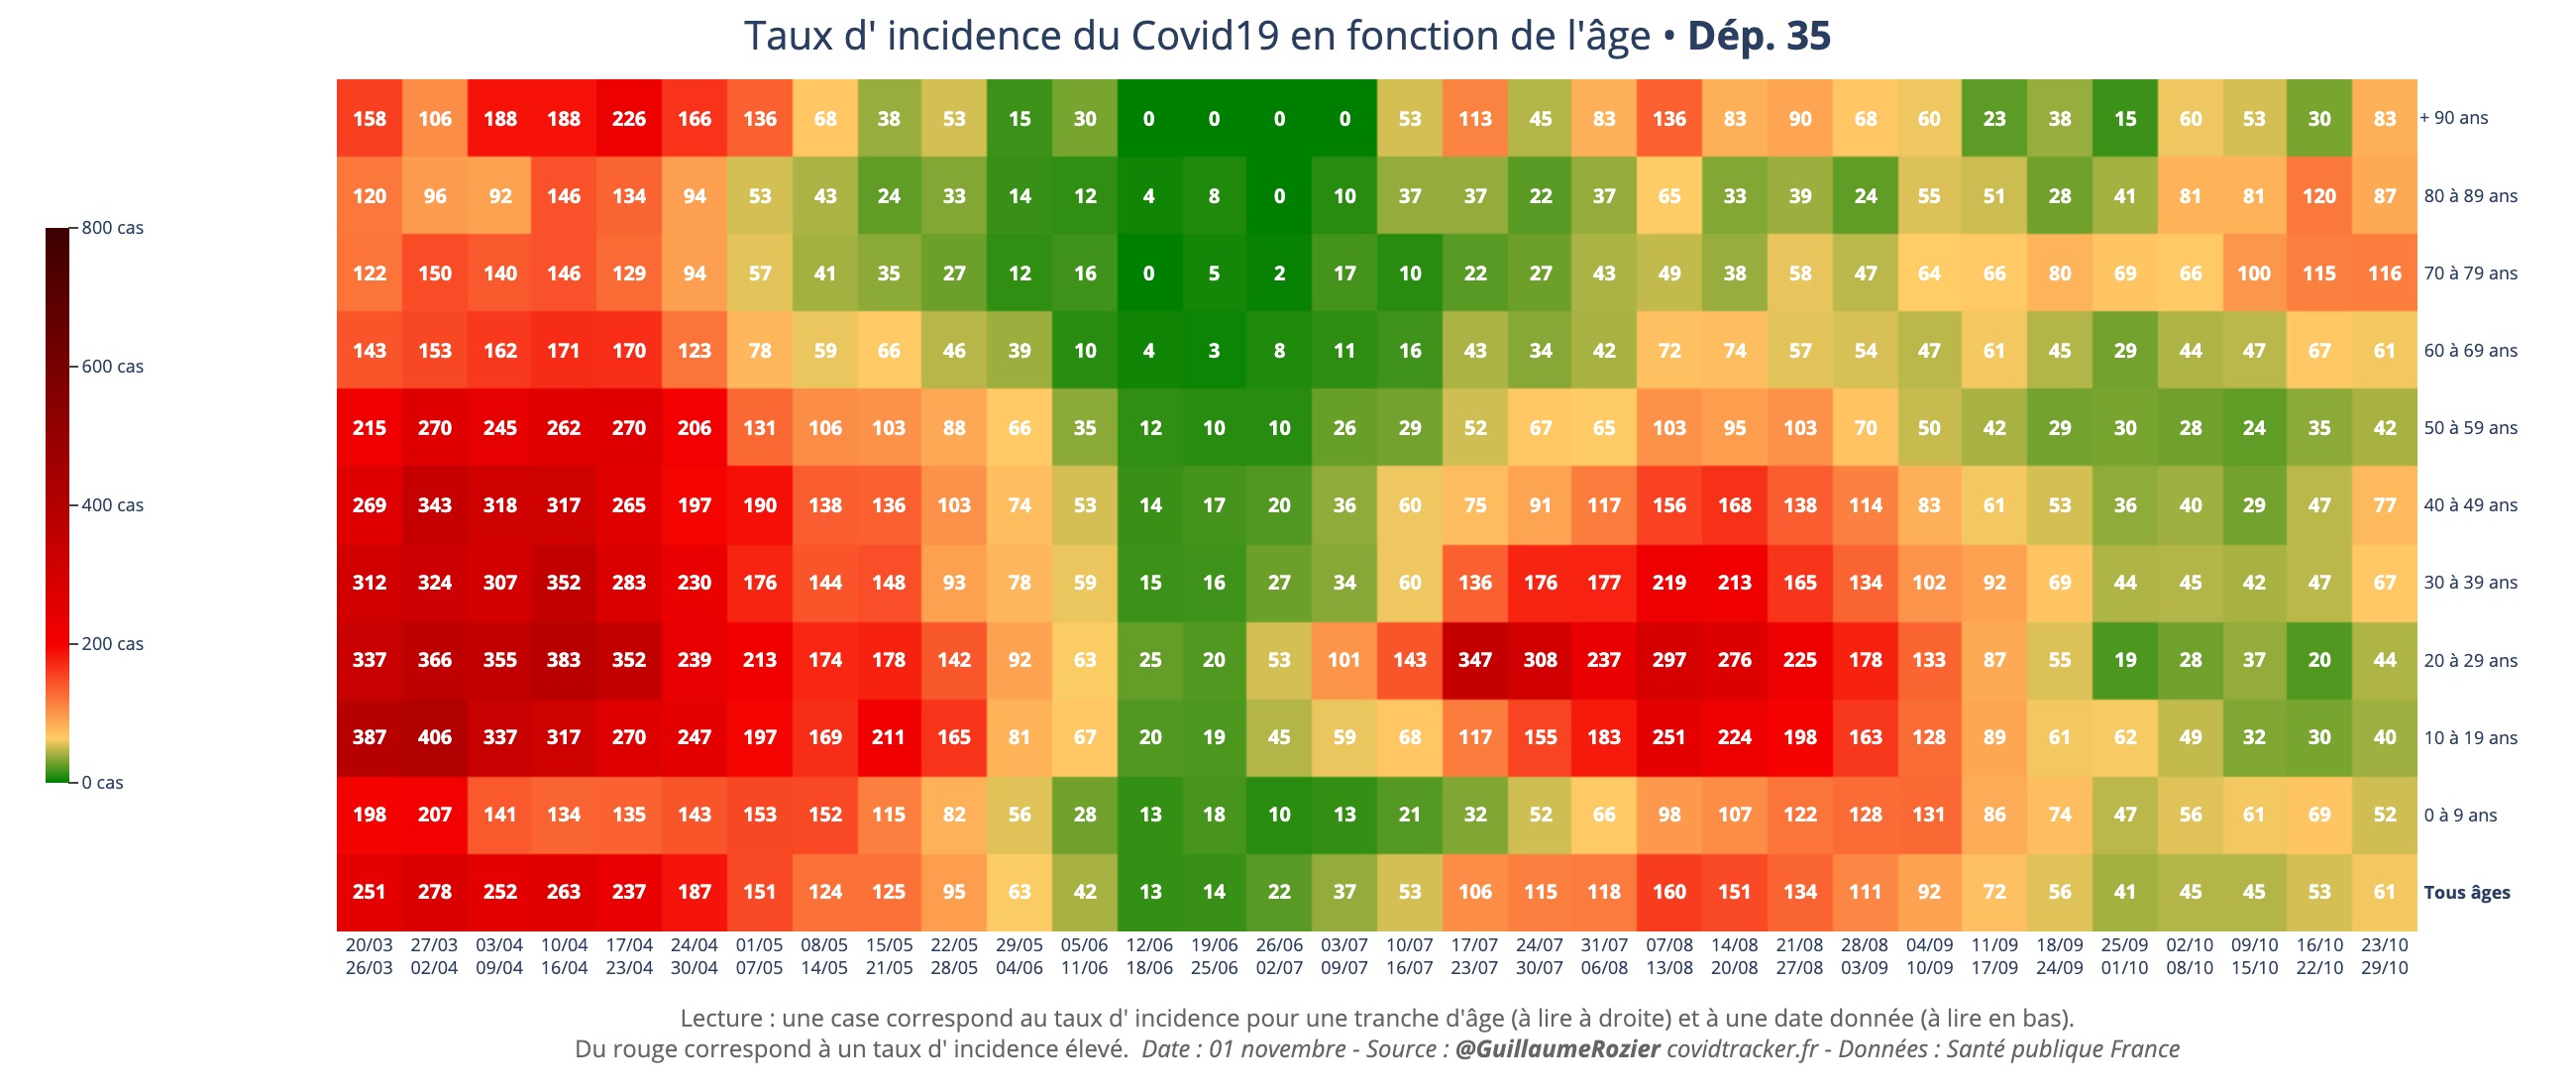 Taux d' incidence du Covid19 en fonction de l'âge • Dép. 35
800 cas
600 cas
400 cas
200 cas
0 cas
158 106 188 188 226 166 136 68 38 53 15 30 0 0 0 0 53 113 45 83 136 83 90 68 60 23 38 15 60 53 30 83 + 90 ans
120 96 92 146 134 94 53 43 24 33 14 12 4 8 0 10 37 37 22 37 65 33 39 24 55 51 28 41 81 81 120 87 80 à 89 ans
122 150 140 146 129 94 57 41 35 27 12 16 0 5 2 17 10 22 27 43 49 38 58 47 64 66 80 69 66 100 115 116 70 à 79 ans
143 153 162 171 170 123 78 59 66 46 39 10 4 3 8 11 16 43 34 42 72 74 57 54 47 61 45 29 44 47 67 61 60 à 69 ans
215 270 245 262 270 206 131 106 103 88 66 35 12 10 10 26 29 52 67 65 103 95 103 70 50 42 29 30 28 24 35 42 50 à 59 ans
269 343 318 317 265 197 190 138 136 103 74 53 14 17 20 36 60 75 91 117 156 168 138 114 83 61 53 36 40 29 47 77 40 à 49 ans
312 324 307 352 283 230 176 144 148 93 78 59 15 16 27 34 60 136 176 177 219 213 165 134 102 92 69 44 45 42 47 67 30 à 39 ans
337 366 355 383 352 239 213 174 178 142 92 63 25 20 53 101 143 347 308 237 297 276 225 178 133 87 55 19 28 37 20 44 20 à 29 ans
387 406 337 317 270 247 197 169 211 165 81 67 20 19 45 59 68 117 155 183 251 224 198 163 128 89 61 62 49 32 30 40 10 à 19 ans
198 207 141 134 135 143 153 152 115 82 56 28 13 18 10 13 21 32 52 66 98 107 122 128 131 86 74 47 56 61 69 52 0 à 9 ans
251 278 252 263 237 187 151 124 125 95 63 42 13 14 22 37 53 106 115 118 160 151 134 111 92 72 56 41 45 45 53 61 Tous âges
20/03 27/03 03/04 10/04 17/04 24/04 01/05 08/05 15/05 22/05 29/05 05/06 12/06 19/06 26/06 03/07 10/07 17/07 24/07 31/07 07/08 14/08 21/08 28/08 04/09 11/09 18/09 25/09 02/10 09/10 16/10 23/10
26/03 02/04 09/04 16/04 23/04 30/04 07/05 14/05 21/05 28/05 04/06 11/06 18/06 25/06 02/07 09/07 16/07 23/07 30/07 06/08 13/08 20/08 27/08 03/09 10/09 17/09 24/09 01/10 08/10 15/10 22/10 29/10
Lecture : une case correspond au taux d' incidence pour une tranche d'âge (à lire à droite) et à une date donnée (à lire en bas).
Du rouge correspond à un taux d' incidence élevé. Date : 01 novembre - Source : @GuillaumeRozier covidtracker.fr - Données : Santé publique France